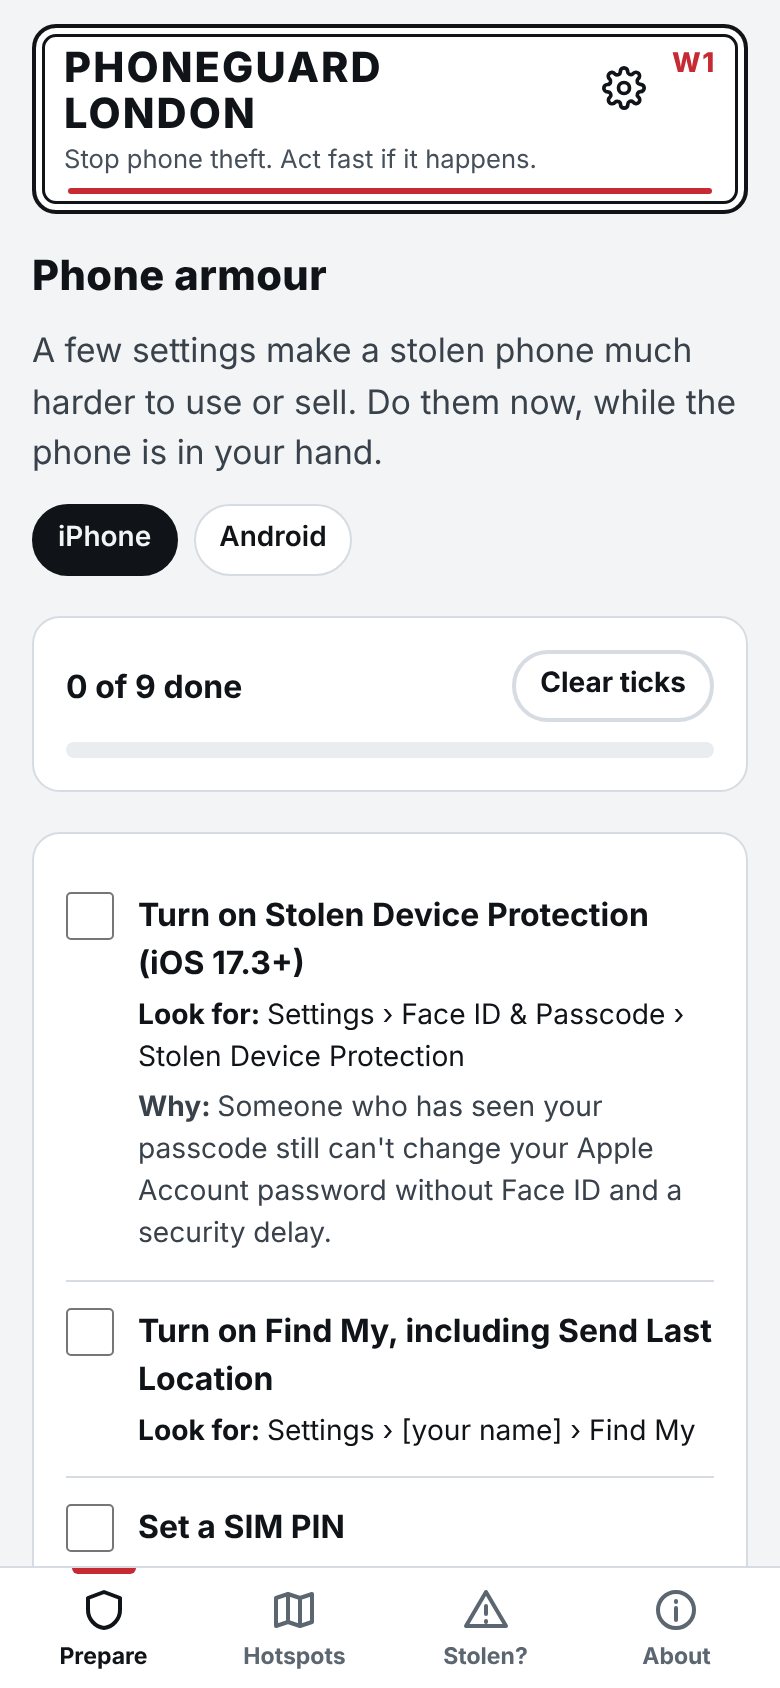 PHONEGUARD
LONDON
W1
Stop phone theft. Act fast if it happens.
Phone armour
A few settings make a stolen phone much
harder to use or sell. Do them now, while the
phone is in your hand.
iPhone
Android
0 of 9 done
Clear ticks
Turn on Stolen Device Protection
(iOS 17.3+)
Look for: Settings › Face ID & Passcode ›
Stolen Device Protection
Why: Someone who has seen your
passcode still can't change your Apple
Account password without Face ID and a
security delay.
Turn on Find My, including Send Last
Location
Look for: Settings › [your name] › Find My
Set a SIM PIN
Prepare
Hotspots
Stolen?
About